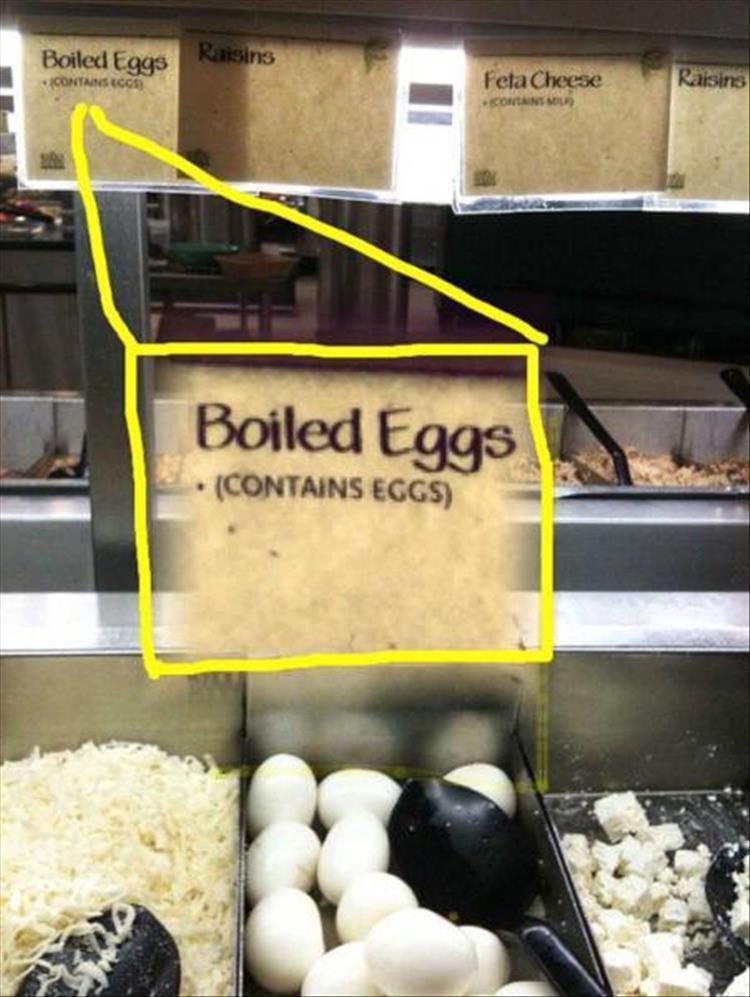 Boiled Eggs
• (CONTAINS EGGS)
Raisins
Feta Cheese
• (CONTAINS MILK)
Raisins
Boiled Eggs
• (CONTAINS EGGS)